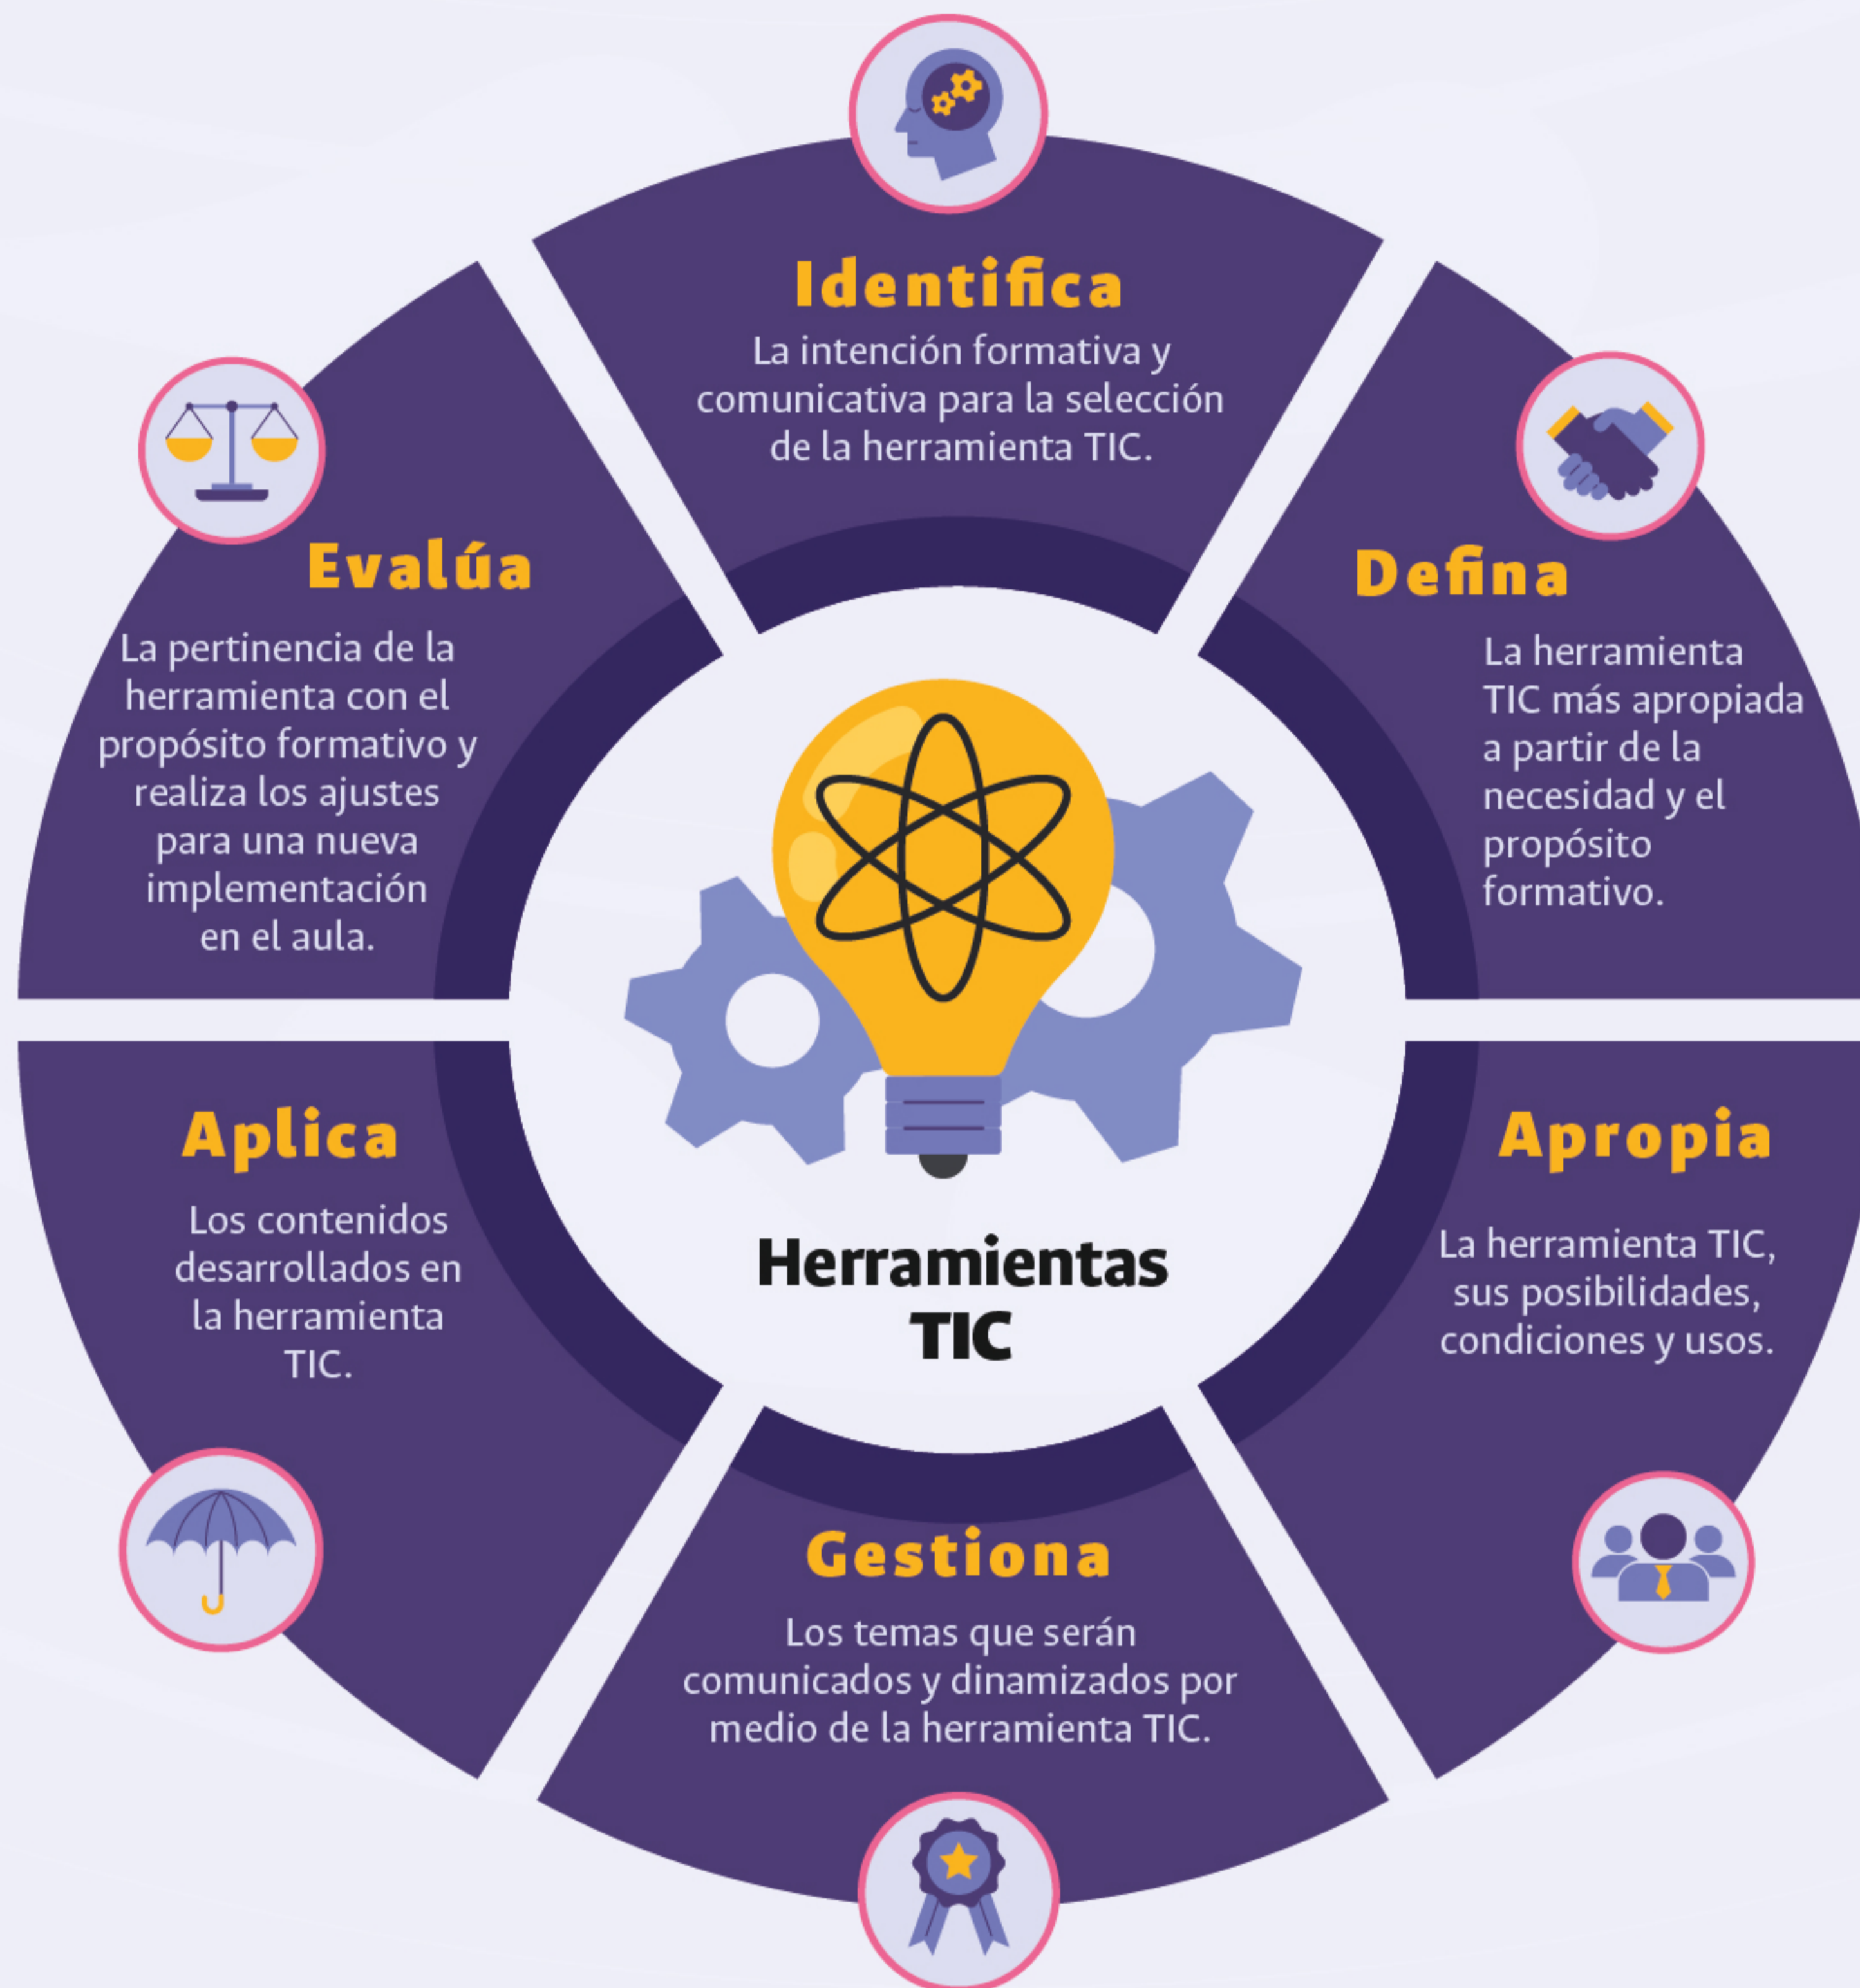 Identifica
La intención formativa y
comunicativa para la selección
de la herramienta TIC.
Defina
La herramienta
TIC más apropiada
a partir de la
necesidad y el
propósito
formativo.
Apropia
La herramienta TIC,
sus posibilidades,
condiciones y usos.
Gestiona
Los temas que serán
comunicados y dinamizados por
medio de la herramienta TIC.
Aplica
Los contenidos
desarrollados en
la herramienta
TIC.
Evalúa
La pertinencia de la
herramienta con el
propósito formativo y
realiza los ajustes
para una nueva
implementación
en el aula.
Herramientas
TIC